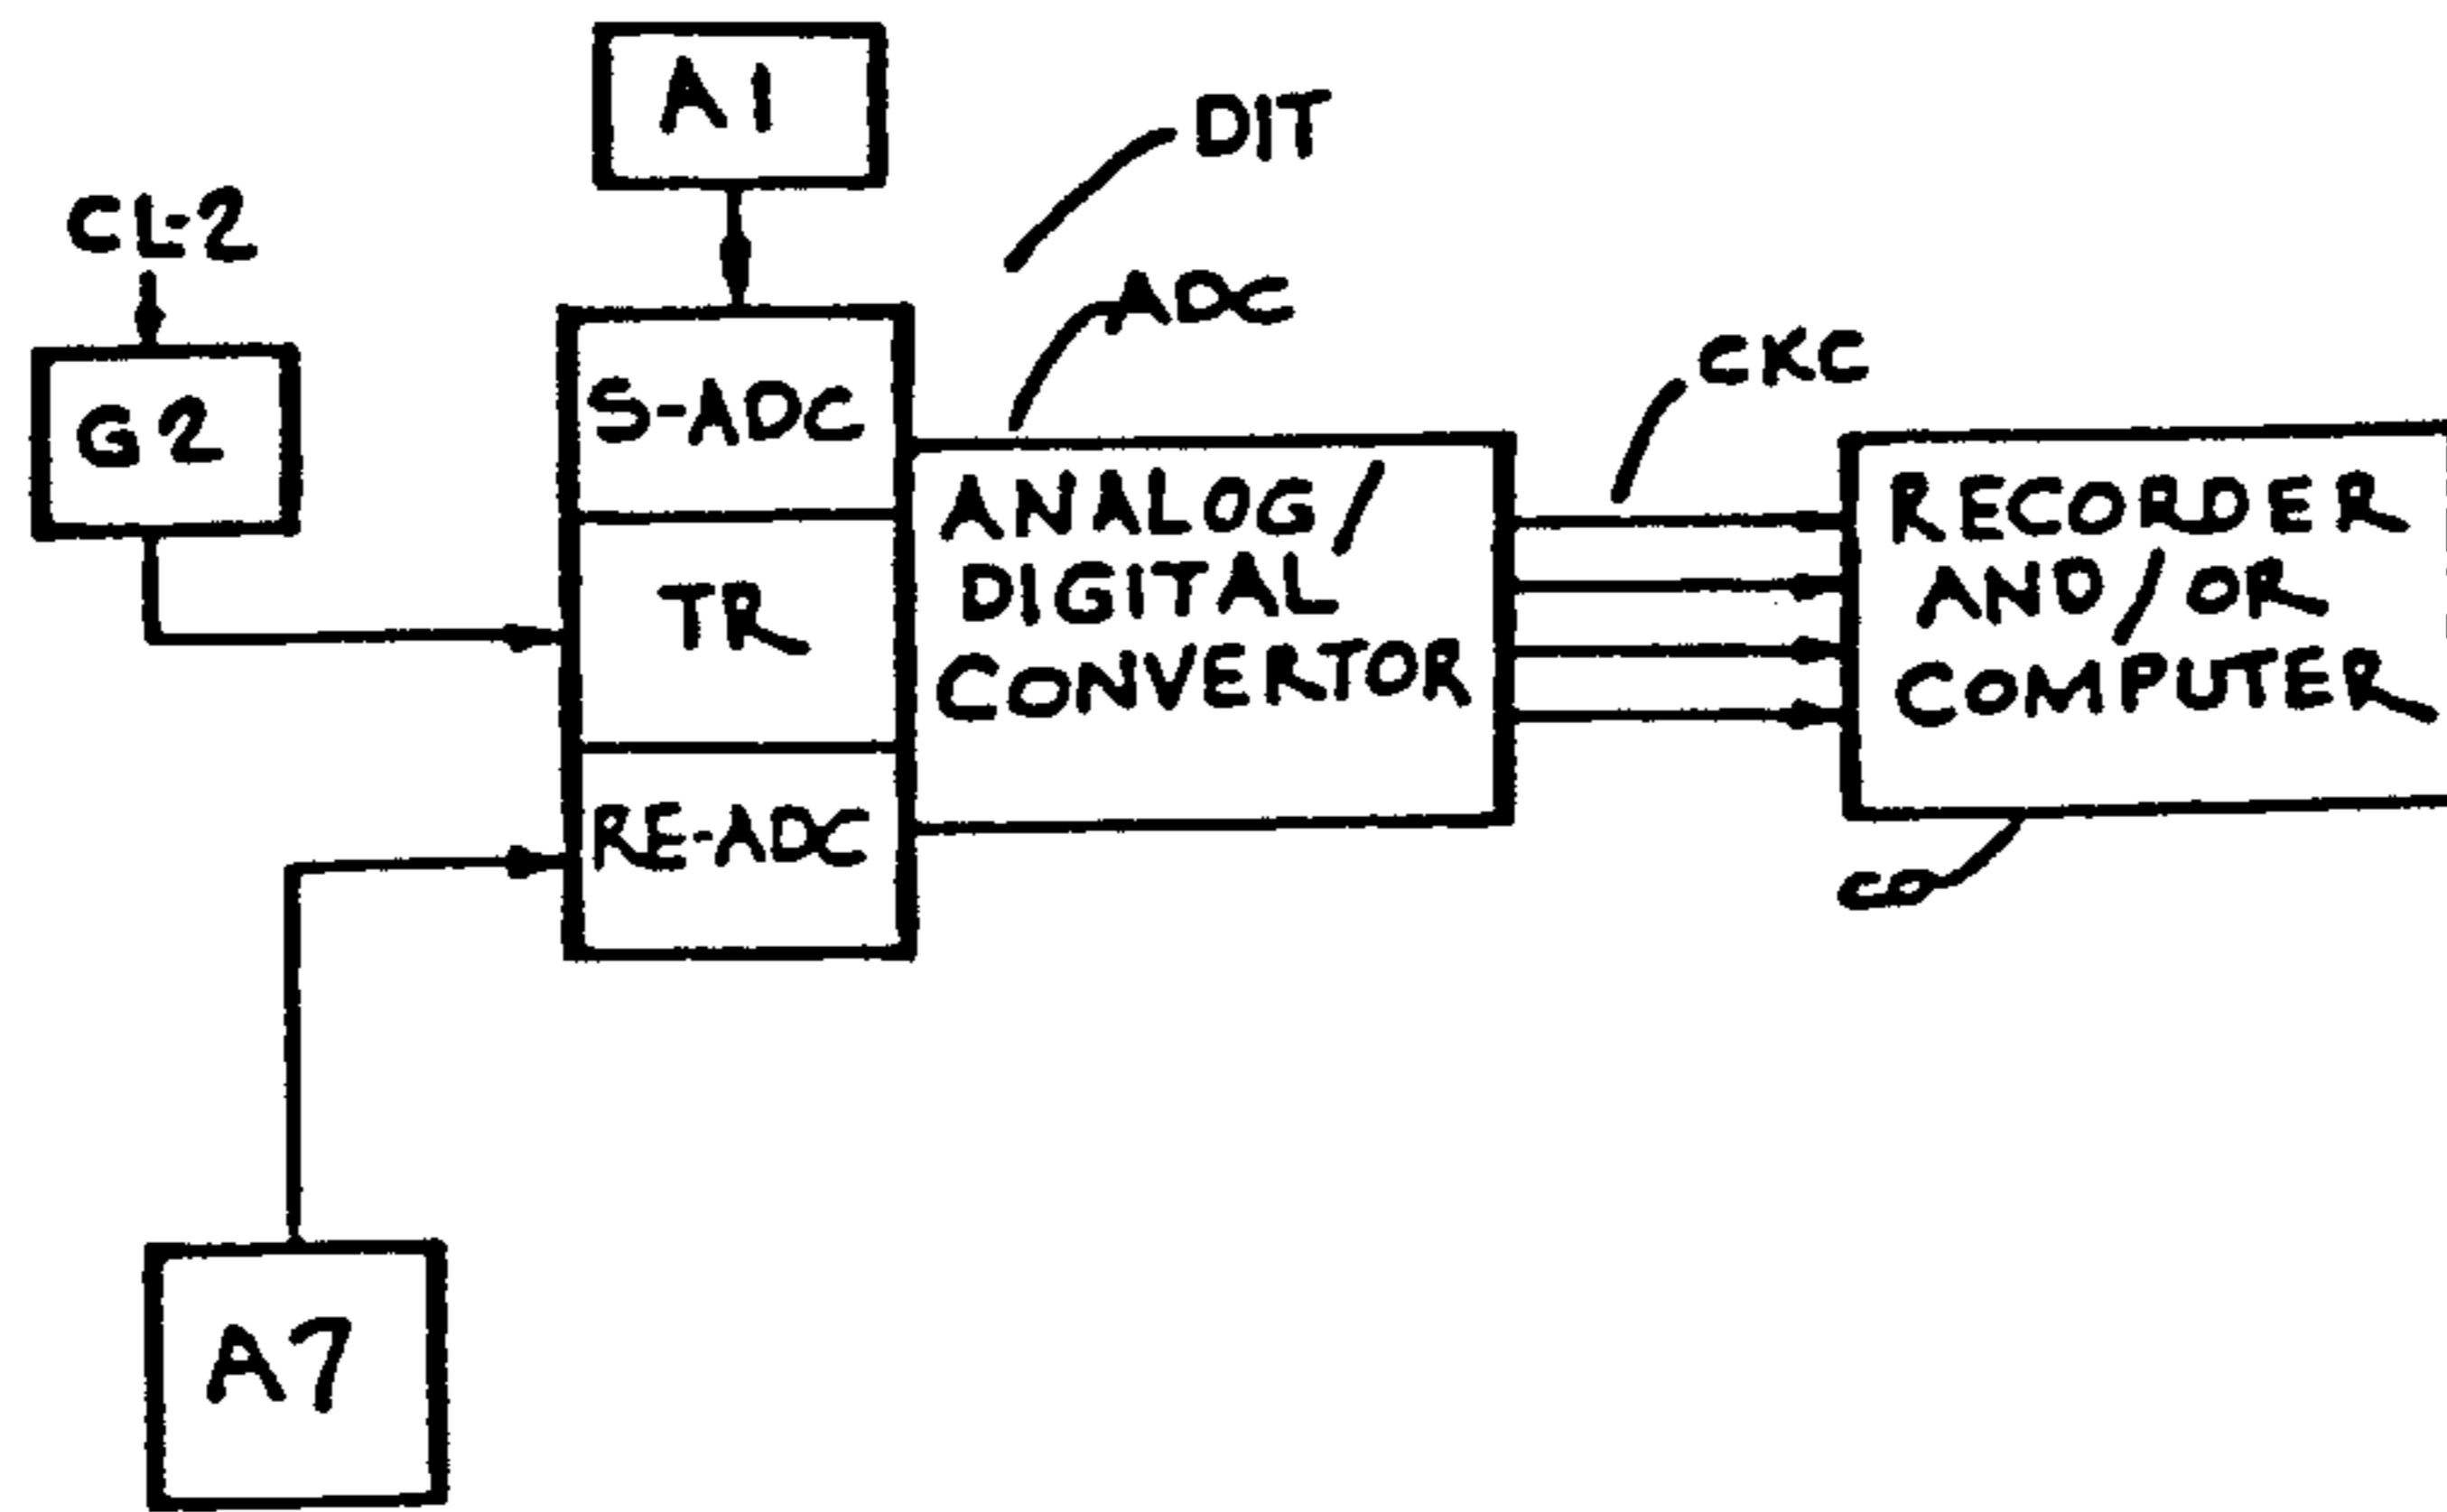 A1
DIT
CL-2
ADC
G2
S-ADC
CKC
ANALOG/
DIGITAL
CONVERTOR
RECORDER
AND/OR
COMPUTER
TR
RE-ADC
CO
A7